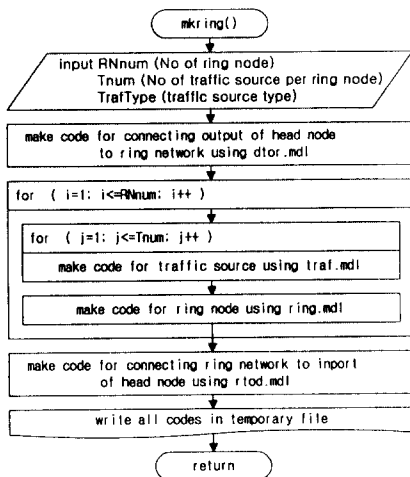 mkring()
input RNnum (No of ring node)
Tnum (No of traffic source per ring node)
TrafType (traffic source type)
make code for connecting output of head node
to ring network using dtor.mdl
for ( i=1; i<=RNnum; i++ )
for ( j=1; j<=Tnum; j++ )
make code for traffic source using traf.mdl
make code for ring node using ring.mdl
make code for connecting ring network to inport
of head node using rtod.mdl
write all codes in temporary file
return